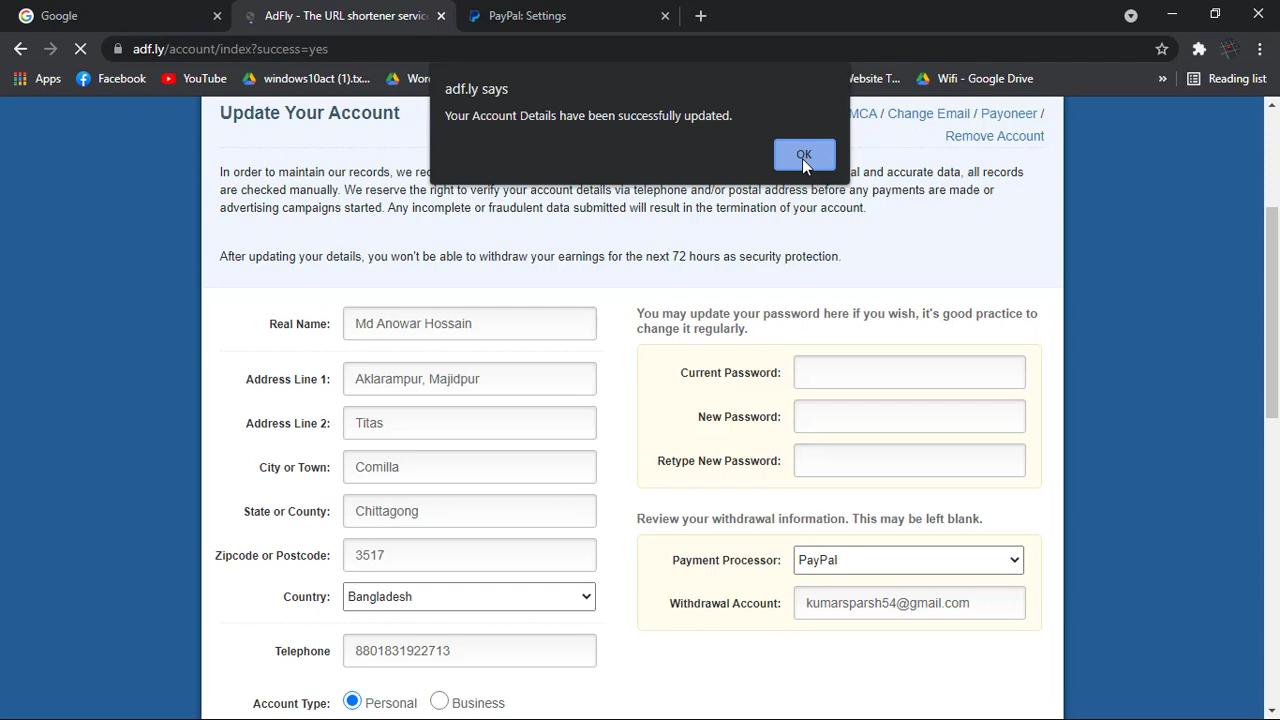 Google
AdFly - The URL shortener service
PayPal: Settings
adf.ly/account/index?success=yes
Apps
Facebook
YouTube
windows10act (1).tx...
Wor
ebsite T...
Wifi - Google Drive
»
Reading list
adf.ly says
Your Account Details have been successfully updated.
OK
Update Your Account
MCA / Change Email / Payoneer /
Remove Account
In order to maintain our records, we
al and accurate data, all records
are checked manually. We reserve the right to verify your account details via telephone and/or postal address before any payments are made or
advertising campaigns started. Any incomplete or fraudulent data submitted will result in the termination of your account.
After updating your details, you won't be able to withdraw your earnings for the next 72 hours as security protection.
Real Name:
Md Anowar Hossain
Address Line 1:
Aklarampur, Majidpur
Address Line 2:
Titas
City or Town:
Comilla
State or County:
Chittagong
Zipcode or Postcode:
3517
Country:
Bangladesh
Telephone
8801831922713
Account Type:
Personal
Business
You may update your password here if you wish, it's good practice to
change it regularly.
Current Password:
New Password:
Retype New Password:
Review your withdrawal information. This may be left blank.
Payment Processor:
PayPal
Withdrawal Account:
kumarsparsh54@gmail.com